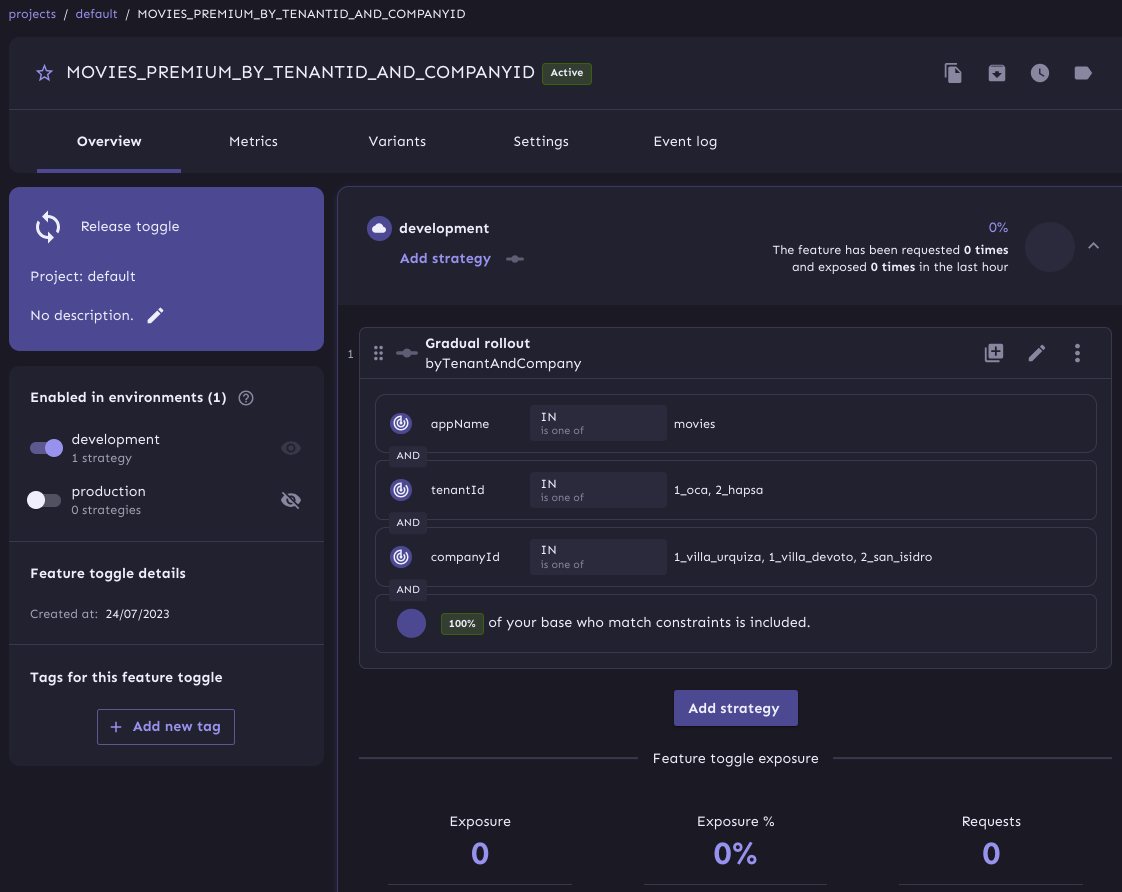 projects / default / MOVIES_PREMIUM_BY_TENANTID_AND_COMPANYID
MOVIES_PREMIUM_BY_TENANTID_AND_COMPANYID Active
Overview Metrics Variants Settings Event log
Release toggle
Project: default
No description.
Enabled in environments (1) ?
development
1 strategy
production
0 strategies
Feature toggle details
Created at: 24/07/2023
Tags for this feature toggle
+ Add new tag
development
Add strategy
0%
The feature has been requested 0 times
and exposed 0 times in the last hour
1
Gradual rollout
byTenantAndCompany
appName IN movies
is one of
AND
tenantId IN 1_oca, 2_hapsa
is one of
AND
companyId IN 1_villa_urquiza, 1_villa_devoto, 2_san_isidro
is one of
AND
100% of your base who match constraints is included.
Add strategy
Feature toggle exposure
Exposure Exposure % Requests
0 0% 0